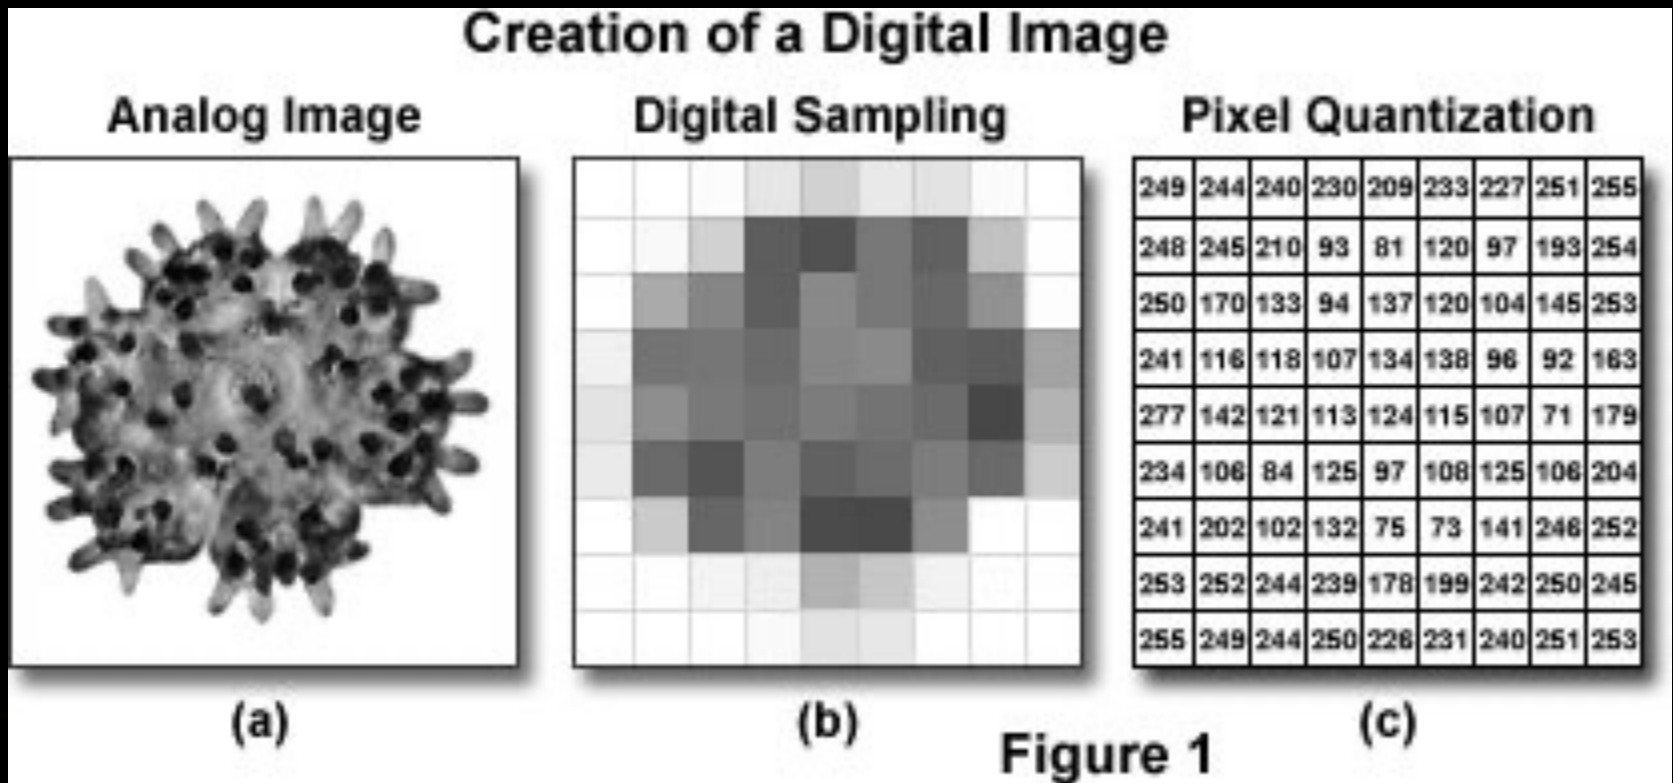 Creation of a Digital Image
Analog Image
Digital Sampling
Pixel Quantization
249 244 240 230 209 233 227 251 255
248 245 210 93 81 120 97 193 254
250 170 133 94 137 120 104 145 253
241 116 118 107 134 138 96 92 163
277 142 121 113 124 115 107 71 179
234 106 84 125 97 108 125 106 204
241 202 102 132 75 73 141 246 252
253 252 244 239 178 199 242 250 245
255 249 244 250 226 231 240 251 253
(a)
(b)
(c)
Figure 1